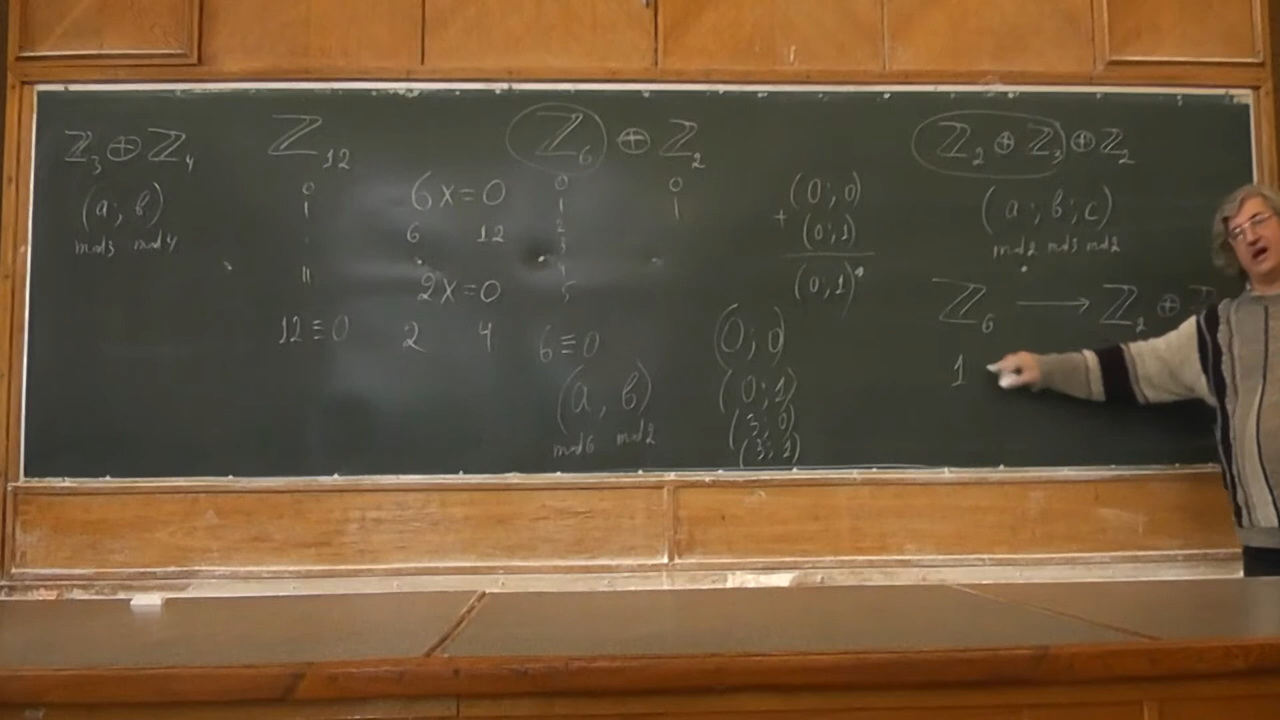 ℤ₃ ⊕ ℤ₄
(a; b)
mod3 mod4
ℤ₁₂
0
1
11
12 ≡ 0
6x = 0
6 12
2x = 0
2 4
ℤ₆ ⊕ ℤ₂
0 0
1 1
2
3
4
5
6 ≡ 0
(a, b)
mod6 mod2
(0; 0)
+ (0; 1)
(0; 1)
(0; 0)
(0; 1)
(3; 0)
(3; 1)
ℤ₂ ⊕ ℤ₃ ⊕ ℤ₂
(a; b; c)
mod2 mod3 mod2
ℤ₆ → ℤ₂ ⊕
1